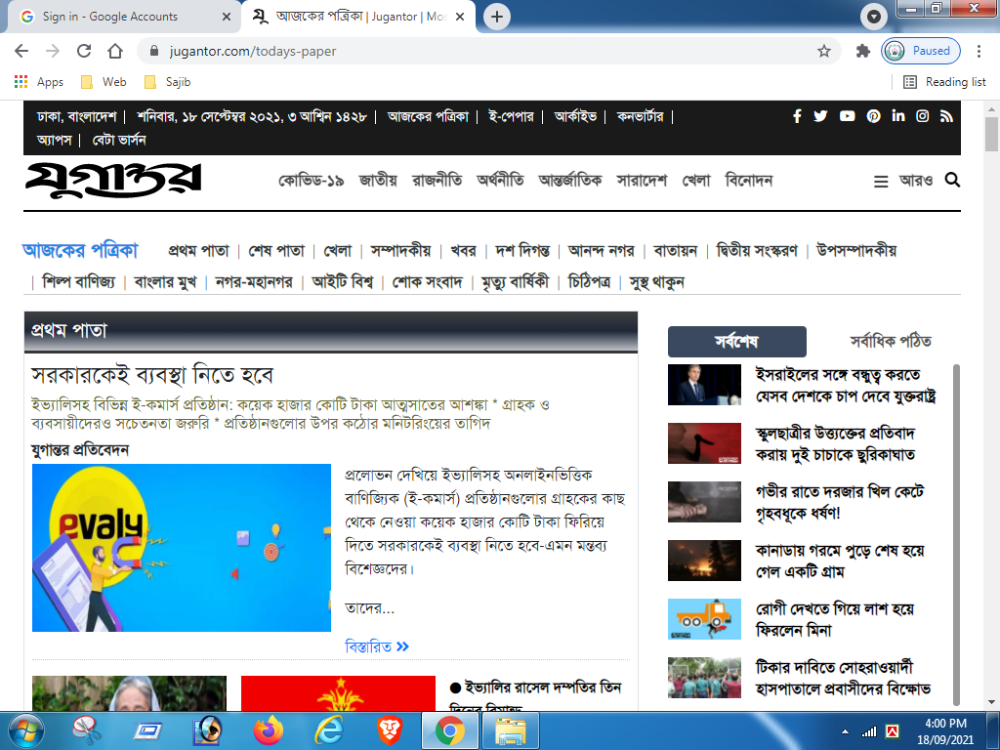 Sign in - Google Accounts
আজকের পত্রিকা | Jugantor | Mos
jugantor.com/todays-paper
Paused
Apps Web Sajib Reading list
ঢাকা, বাংলাদেশ | শনিবার, ১৮ সেপ্টেম্বর ২০২১, ৩ আশ্বিন ১৪২৮ | আজকের পত্রিকা | ই-পেপার | আর্কাইভ | কনভার্টার |
অ্যাপস | বেটা ভার্সন
যুগান্তর
কোভিড-১৯ জাতীয় রাজনীতি অর্থনীতি আন্তর্জাতিক সারাদেশ খেলা বিনোদন আরও
আজকের পত্রিকা প্রথম পাতা | শেষ পাতা | খেলা | সম্পাদকীয় | খবর | দশ দিগন্ত | আনন্দ নগর | বাতায়ন | দ্বিতীয় সংস্করণ | উপসম্পাদকীয়
| শিল্প বাণিজ্য | বাংলার মুখ | নগর-মহানগর | আইটি বিশ্ব | শোক সংবাদ | মৃত্যু বার্ষিকী | চিঠিপত্র | সুস্থ থাকুন
প্রথম পাতা
সরকারকেই ব্যবস্থা নিতে হবে
ইভ্যালিসহ বিভিন্ন ই-কমার্স প্রতিষ্ঠান: কয়েক হাজার কোটি টাকা আত্মসাতের আশঙ্কা * গ্রাহক ও
ব্যবসায়ীদেরও সচেতনতা জরুরি * প্রতিষ্ঠানগুলোর উপর কঠোর মনিটরিংয়ের তাগিদ
যুগান্তর প্রতিবেদন
evaly
প্রলোভন দেখিয়ে ইভ্যালিসহ অনলাইনভিত্তিক
বাণিজ্যিক (ই-কমার্স) প্রতিষ্ঠানগুলোর গ্রাহকের কাছ
থেকে নেওয়া কয়েক হাজার কোটি টাকা ফিরিয়ে
দিতে সরকারকেই ব্যবস্থা নিতে হবে-এমন মন্তব্য
বিশেজ্ঞদের।
তাদের...
বিস্তারিত
● ইভ্যালির রাসেল দম্পতির তিন
দিনের রিমান্ড
সর্বশেষ সর্বাধিক পঠিত
ইসরাইলের সঙ্গে বন্ধুত্ব করতে
যেসব দেশকে চাপ দেবে যুক্তরাষ্ট্র
স্কুলছাত্রীর উত্ত্যক্তের প্রতিবাদ
করায় দুই চাচাকে ছুরিকাঘাত
গভীর রাতে দরজার খিল কেটে
গৃহবধূকে ধর্ষণ!
কানাডায় গরমে পুড়ে শেষ হয়ে
গেল একটি গ্রাম
রোগী দেখতে গিয়ে লাশ হয়ে
ফিরলেন মিনা
টিকার দাবিতে সোহরাওয়ার্দী
হাসপাতালে প্রবাসীদের বিক্ষোভ
4:00 PM
18/09/2021